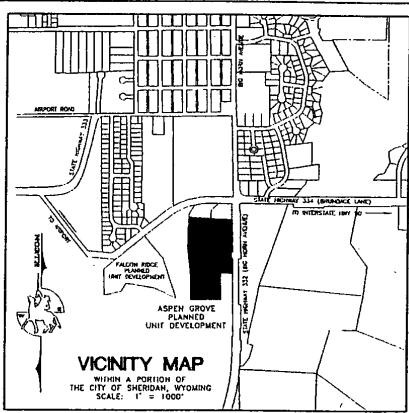 BIG HORN AVENUE
AIRPORT ROAD
STATE HIGHWAY 333
STATE HIGHWAY 334 (BRUNDAGE LANE)
TO INTERSTATE HWY 90
TO AIRPORT
FALCON RIDGE
PLANNED
UNIT DEVELOPMENT
NORTH
STATE HIGHWAY 332 (BIG HORN AVENUE)
ASPEN GROVE
PLANNED
UNIT DEVELOPMENT
VICINITY MAP
WITHIN A PORTION OF
THE CITY OF SHERIDAN, WYOMING
SCALE: 1" = 1000'